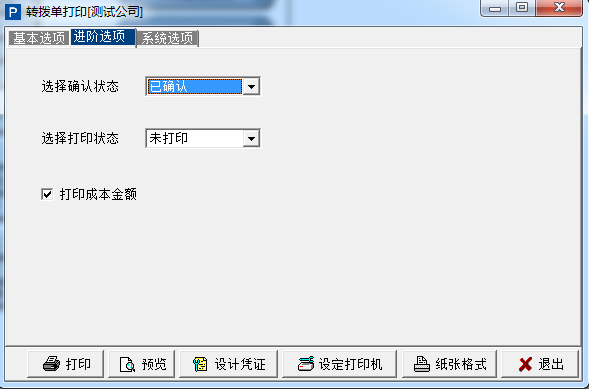 转拨单打印[测试公司]
基本选项 进阶选项 系统选项
选择确认状态 已确认
选择打印状态 未打印
打印成本金额
打印 预览 设计凭证 设定打印机 纸张格式 退出